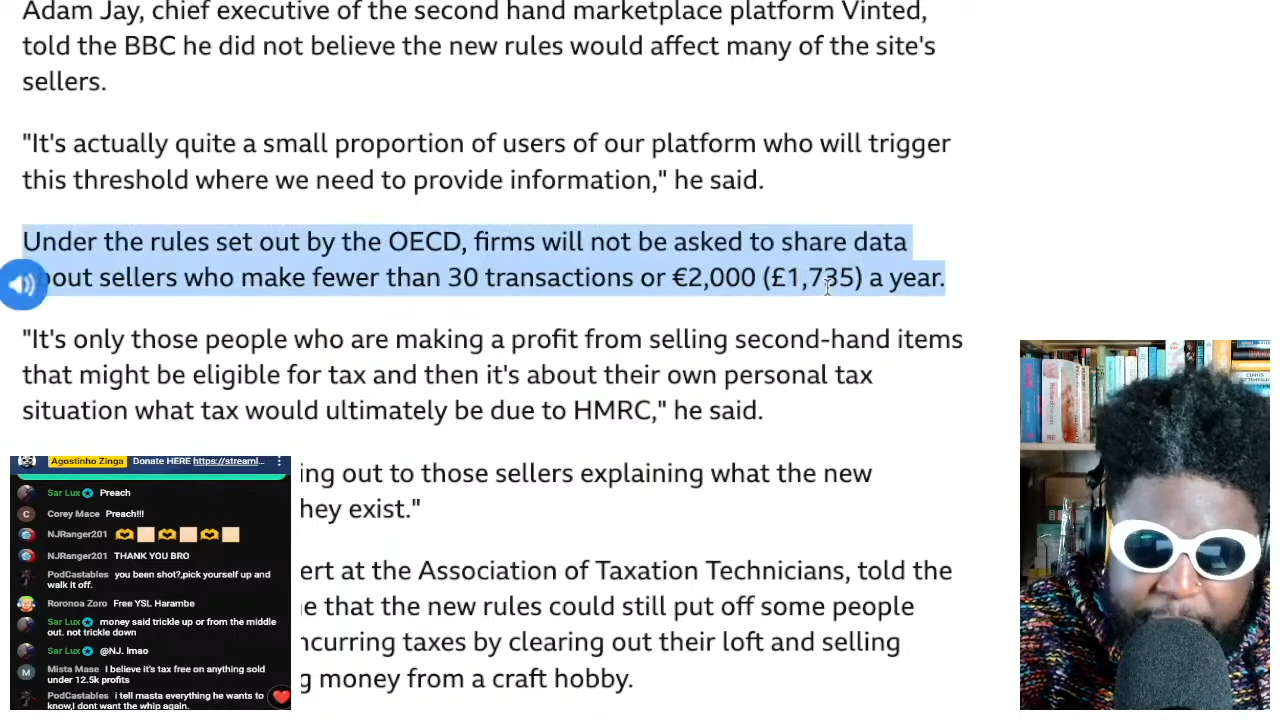 Adam Jay, chief executive of the second hand marketplace platform Vinted,
told the BBC he did not believe the new rules would affect many of the site's
sellers.
"It's actually quite a small proportion of users of our platform who will trigger
this threshold where we need to provide information," he said.
Under the rules set out by the OECD, firms will not be asked to share data
out sellers who make fewer than 30 transactions or €2,000 (£1,735) a year.
"It's only those people who are making a profit from selling second-hand items
that might be eligible for tax and then it's about their own personal tax
situation what tax would ultimately be due to HMRC," he said.
ing out to those sellers explaining what the new
hey exist."
ert at the Association of Taxation Technicians, told the
e that the new rules could still put off some people
ncurring taxes by clearing out their loft and selling
g money from a craft hobby.
Agostinho Zinga Donate HERE https://streaml...
Sar Lux Preach
C Corey Mace Preach!!!
NJRanger201
NJRanger201 THANK YOU BRO
PodCastables you been shot?,pick yourself up and
walk it off.
Roronoa Zoro Free YSL Harambe
Sar Lux money said trickle up or from the middle
out. not trickle down
Sar Lux @NJ. lmao
M Mista Mase I believe it's tax free on anything sold
under 12.5k profits
PodCastables i tell masta everything he wants to
know,I dont want the whip again.